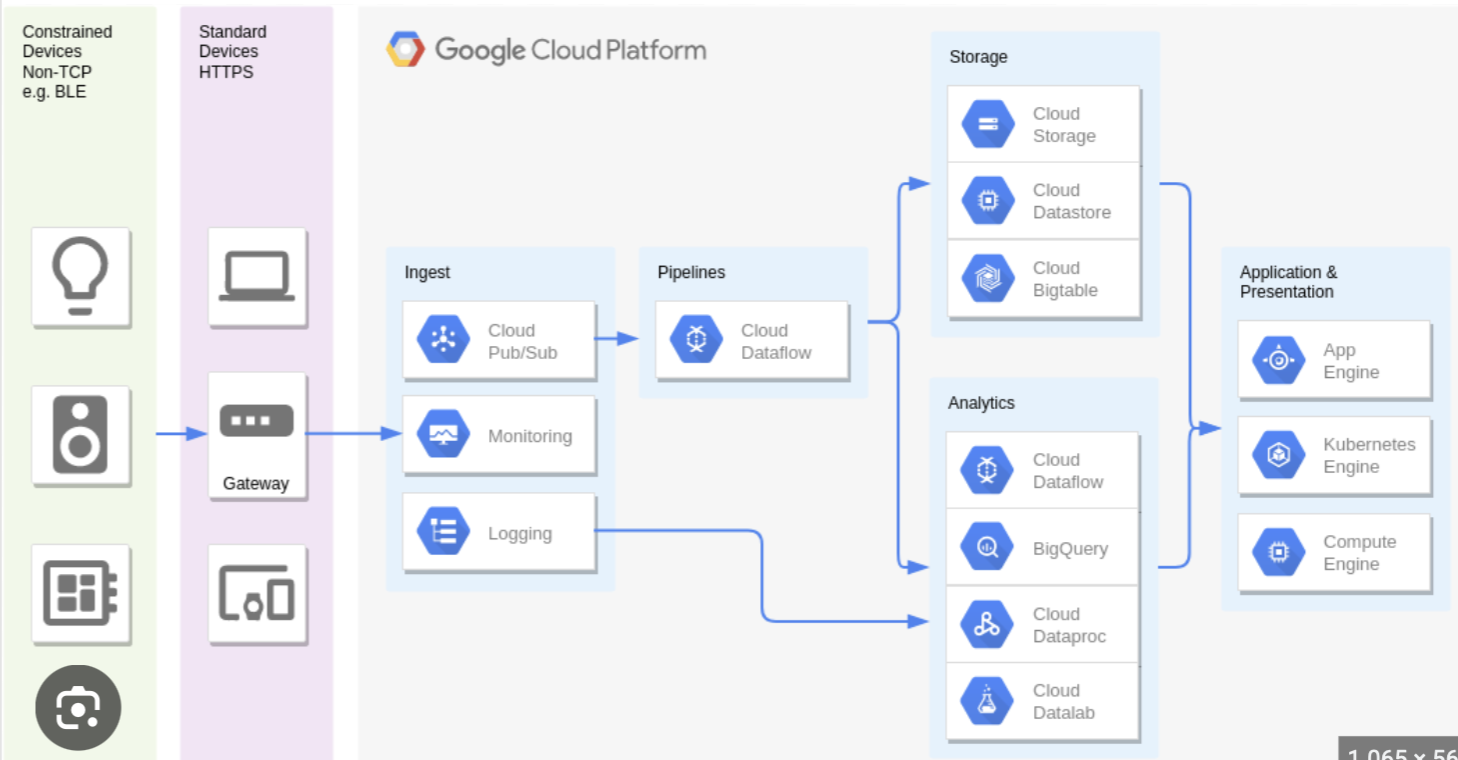 Constrained
Devices
Non-TCP
e.g. BLE
Standard
Devices
HTTPS
Gateway
Google Cloud Platform
Ingest
Cloud
Pub/Sub
Monitoring
Logging
Pipelines
Cloud
Dataflow
Storage
Cloud
Storage
Cloud
Datastore
Cloud
Bigtable
Analytics
Cloud
Dataflow
BigQuery
Cloud
Dataproc
Cloud
Datalab
Application &
Presentation
App
Engine
Kubernetes
Engine
Compute
Engine
1,065 × 56